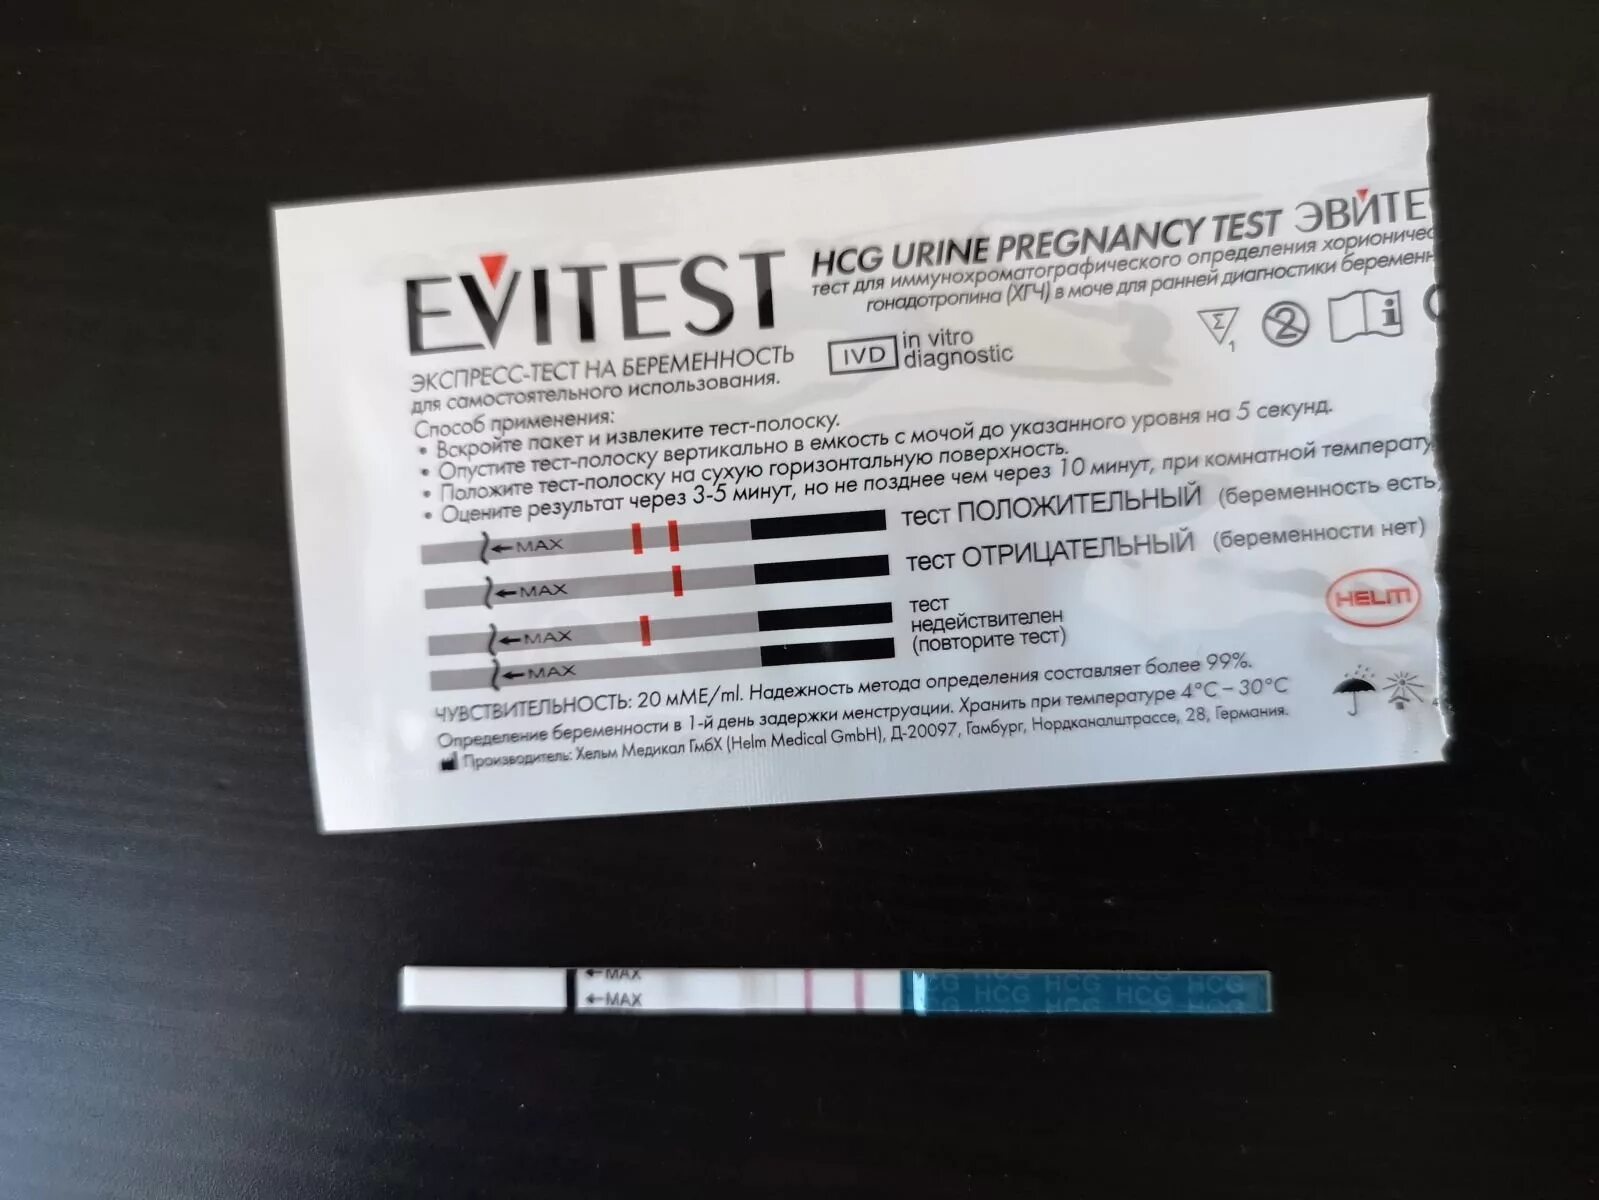 EVITEST
HCG URINE PREGNANCY TEST ЭВИТЕ
тест для иммунохроматографического определения хорионичес
гонадотропина (ХГЧ) в моче для ранней диагностики беременн
IVD in vitro
diagnostic
Σ
1
2
i
ЭКСПРЕСС-ТЕСТ НА БЕРЕМЕННОСТЬ
для самостоятельного использования.
Способ применения:
• Вскройте пакет и извлеките тест-полоску.
• Опустите тест-полоску вертикально в емкость с мочой до указанного уровня на 5 секунд.
• Положите тест-полоску на сухую горизонтальную поверхность.
• Оцените результат через 3-5 минут, но не позднее чем через 10 минут, при комнатной температу
←MAX тест ПОЛОЖИТЕЛЬНЫЙ (беременность есть)
←MAX тест ОТРИЦАТЕЛЬНЫЙ (беременности нет)
←MAX тест
недействителен
(повторите тест)
←MAX
HELM
ЧУВСТВИТЕЛЬНОСТЬ: 20 мМЕ/ml. Надежность метода определения составляет более 99%.
Определение беременности в 1-й день задержки менструации. Хранить при температуре 4°C – 30°C
Производитель: Хельм Медикал ГмбХ (Helm Medical GmbH), Д-20097, Гамбург, Нордканалштрассе, 28, Германия.
←MAX
←MAX
CG HCG HCG HCG HCG
HCG